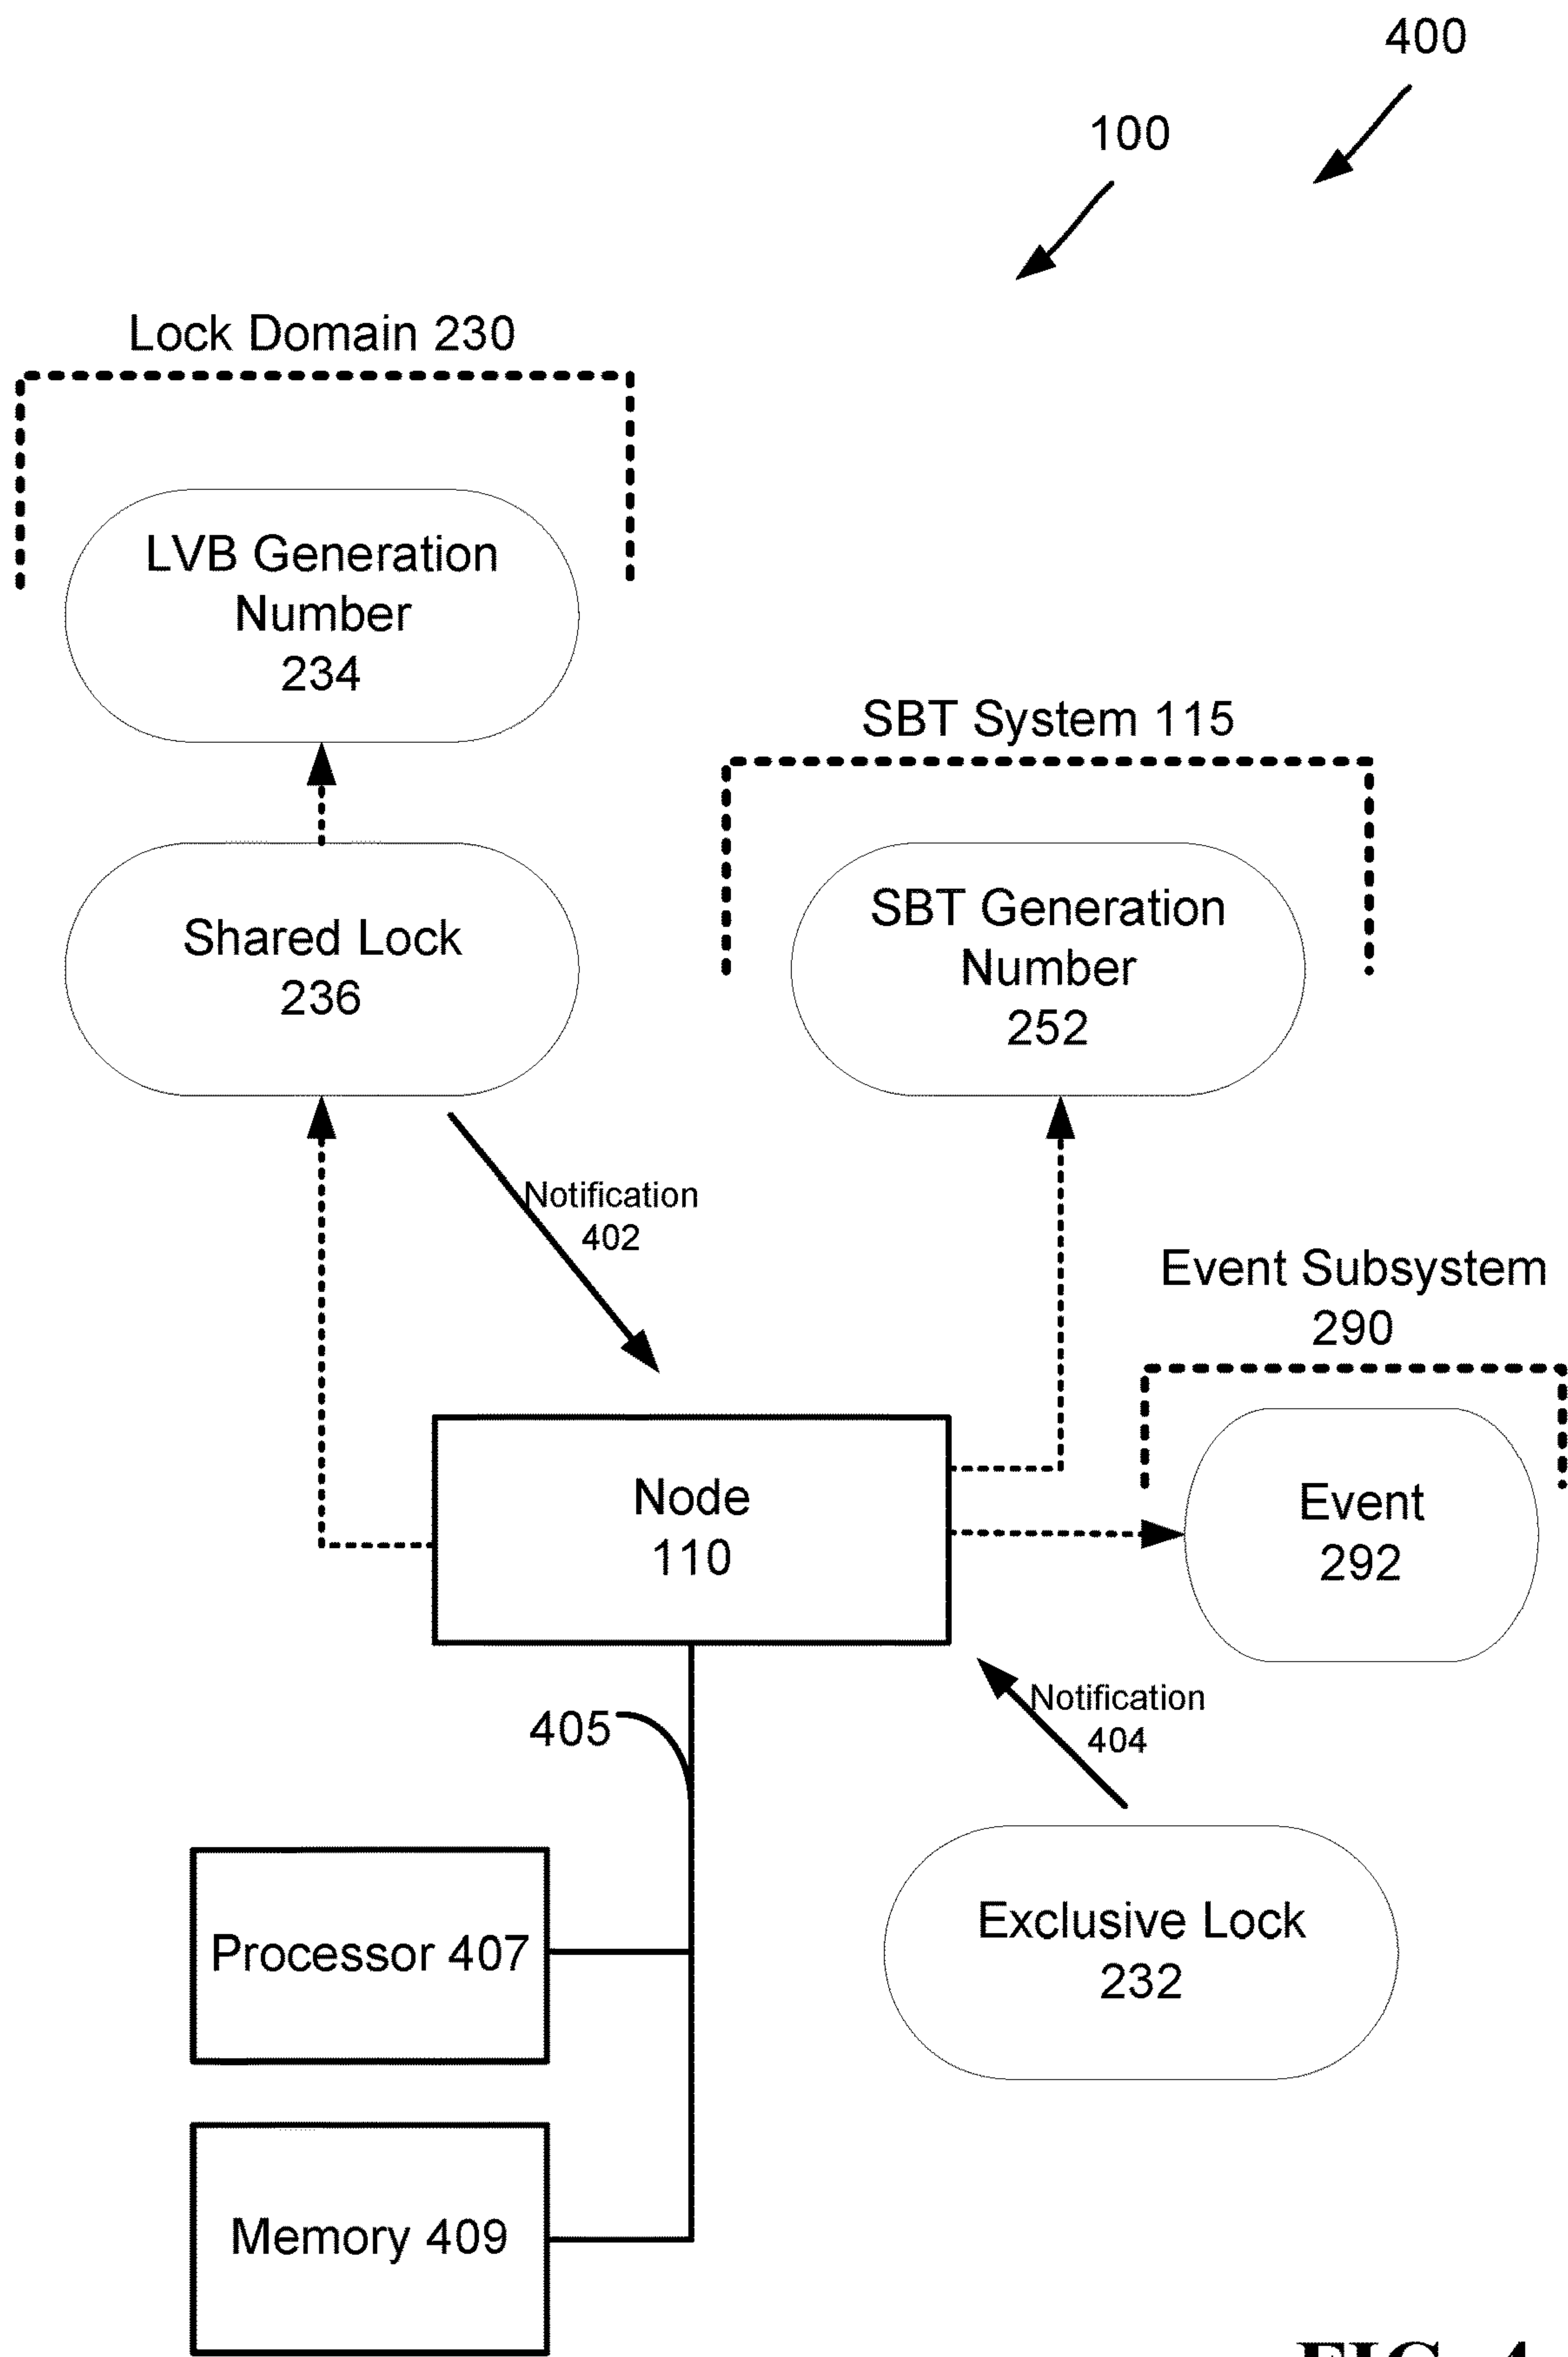 400
100
Lock Domain 230
LVB Generation
Number
234
SBT System 115
Shared Lock
236
SBT Generation
Number
252
Notification
402
Event Subsystem
290
Node
110
Event
292
Notification
404
405
Processor 407
Exclusive Lock
232
Memory 409
FIG. 4